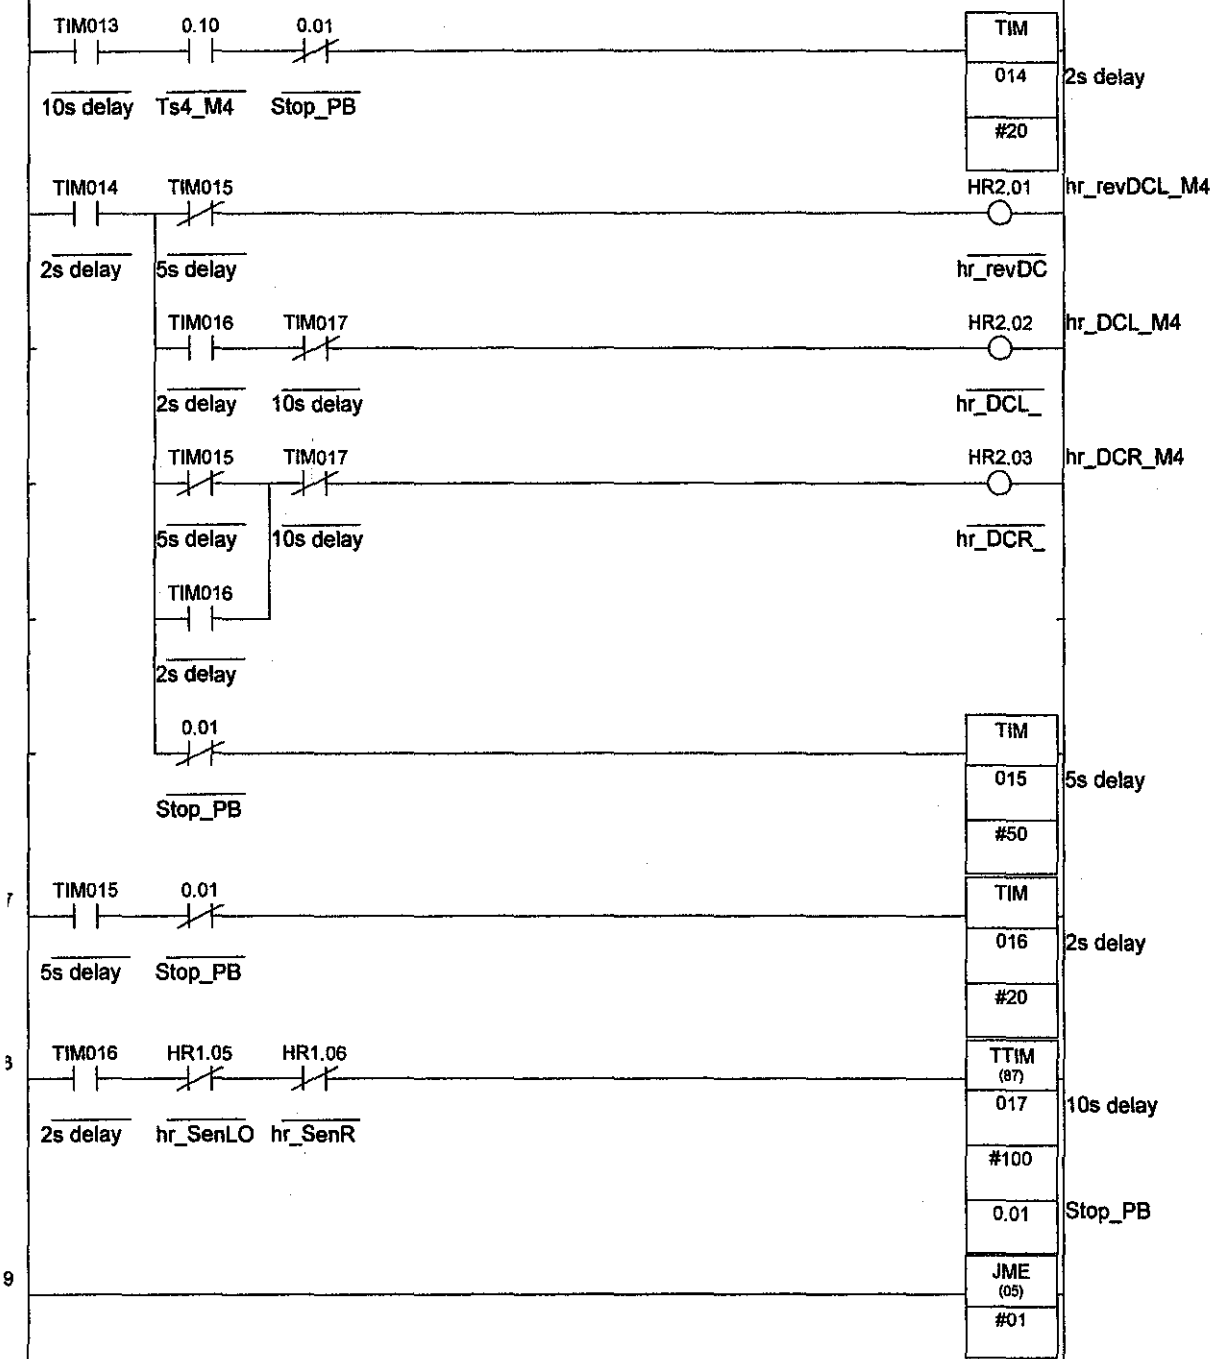 TIM013 0.10 0.01 TIM
10s delay Ts4_M4 Stop_PB 014 2s delay
#20
TIM014 TIM015 HR2.01 hr_revDCL_M4
2s delay 5s delay hr_revDC
TIM016 TIM017 HR2.02 hr_DCL_M4
2s delay 10s delay hr_DCL_
TIM015 TIM017 HR2.03 hr_DCR_M4
5s delay 10s delay hr_DCR_
TIM016
2s delay
0.01 TIM
Stop_PB 015 5s delay
#50
7 TIM015 0.01 TIM
5s delay Stop_PB 016 2s delay
#20
TIM016 HR1.05 HR1.06 TTIM
(87)
017 10s delay
2s delay hr_SenLO hr_SenR
#100
0.01 Stop_PB
9 JME
(05)
#01